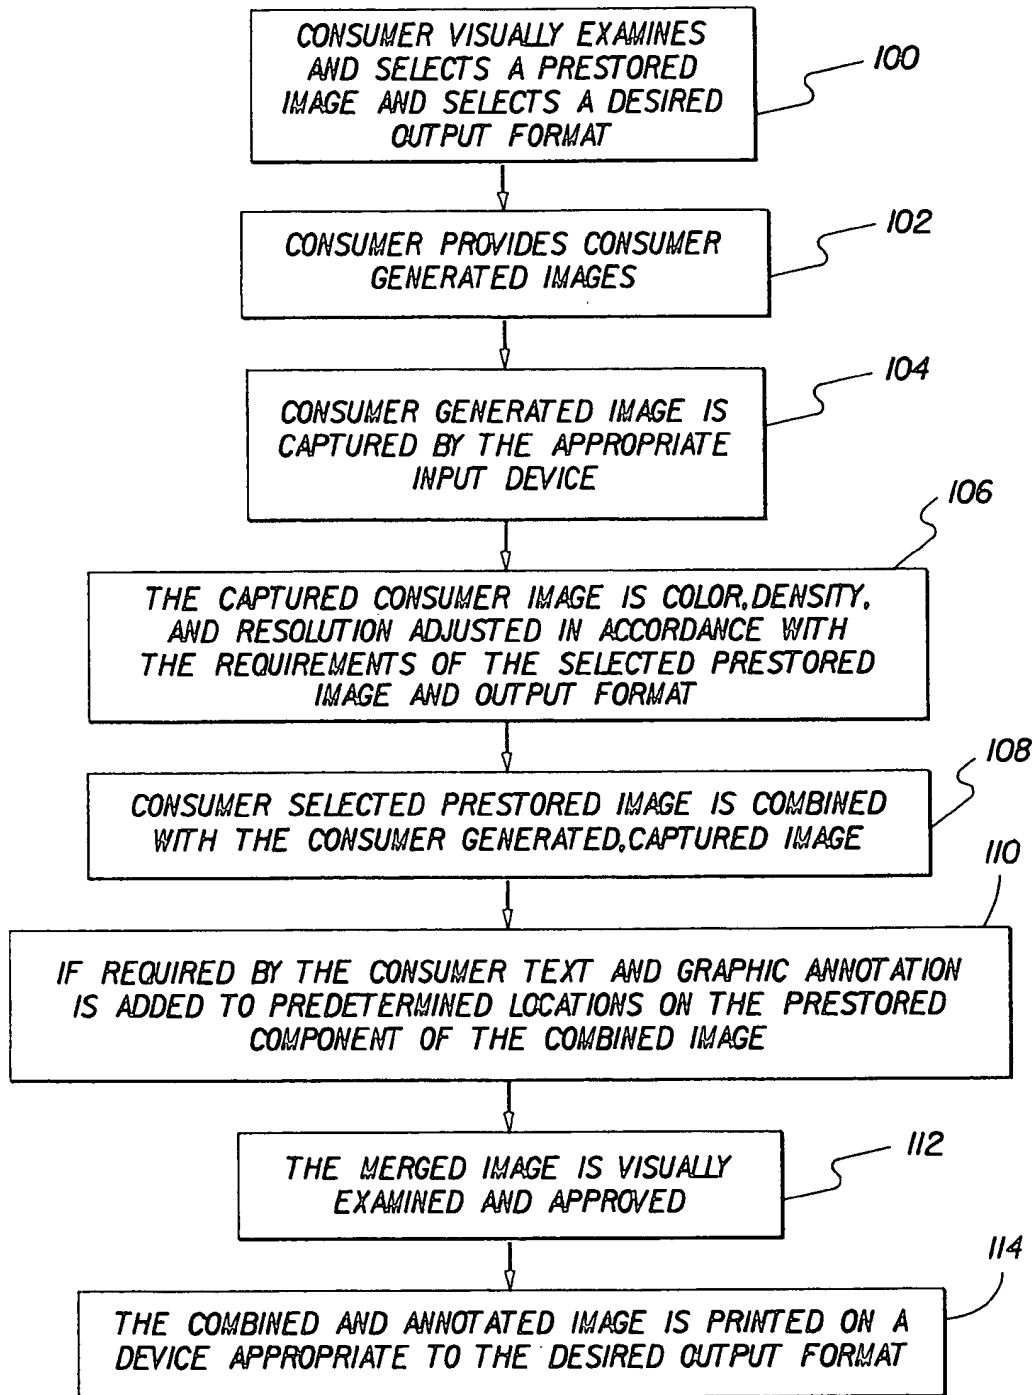 CONSUMER VISUALLY EXAMINES
AND SELECTS A PRESTORED
IMAGE AND SELECTS A DESIRED
OUTPUT FORMAT
100
CONSUMER PROVIDES CONSUMER
GENERATED IMAGES
102
CONSUMER GENERATED IMAGE IS
CAPTURED BY THE APPROPRIATE
INPUT DEVICE
104
THE CAPTURED CONSUMER IMAGE IS COLOR,DENSITY,
AND RESOLUTION ADJUSTED IN ACCORDANCE WITH
THE REQUIREMENTS OF THE SELECTED PRESTORED
IMAGE AND OUTPUT FORMAT
106
CONSUMER SELECTED PRESTORED IMAGE IS COMBINED
WITH THE CONSUMER GENERATED,CAPTURED IMAGE
108
IF REQUIRED BY THE CONSUMER TEXT AND GRAPHIC ANNOTATION
IS ADDED TO PREDETERMINED LOCATIONS ON THE PRESTORED
COMPONENT OF THE COMBINED IMAGE
110
THE MERGED IMAGE IS VISUALLY
EXAMINED AND APPROVED
112
THE COMBINED AND ANNOTATED IMAGE IS PRINTED ON A
DEVICE APPROPRIATE TO THE DESIRED OUTPUT FORMAT
114